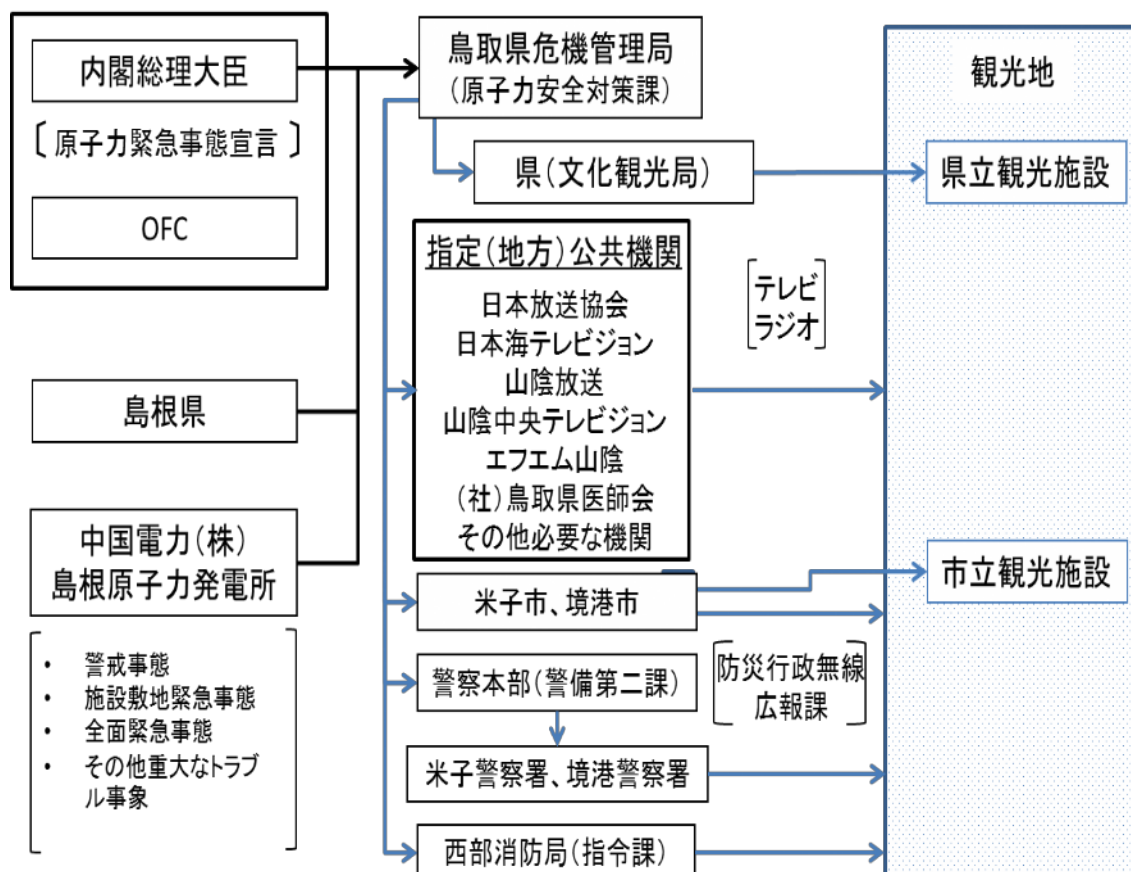 内閣総理大臣
〔 原子力緊急事態宣言 〕
OFC
島根県
中国電力(株)
島根原子力発電所
• 警戒事態
• 施設敷地緊急事態
• 全面緊急事態
• その他重大なトラブ
ル事象
鳥取県危機管理局
(原子力安全対策課)
県(文化観光局)
指定(地方)公共機関
日本放送協会
日本海テレビジョン
山陰放送
山陰中央テレビジョン
エフエム山陰
(社)鳥取県医師会
その他必要な機関
米子市、境港市
警察本部(警備第二課)
米子警察署、境港警察署
西部消防局(指令課)
テレビ
ラジオ
防災行政無線
広報課
観光地
県立観光施設
市立観光施設